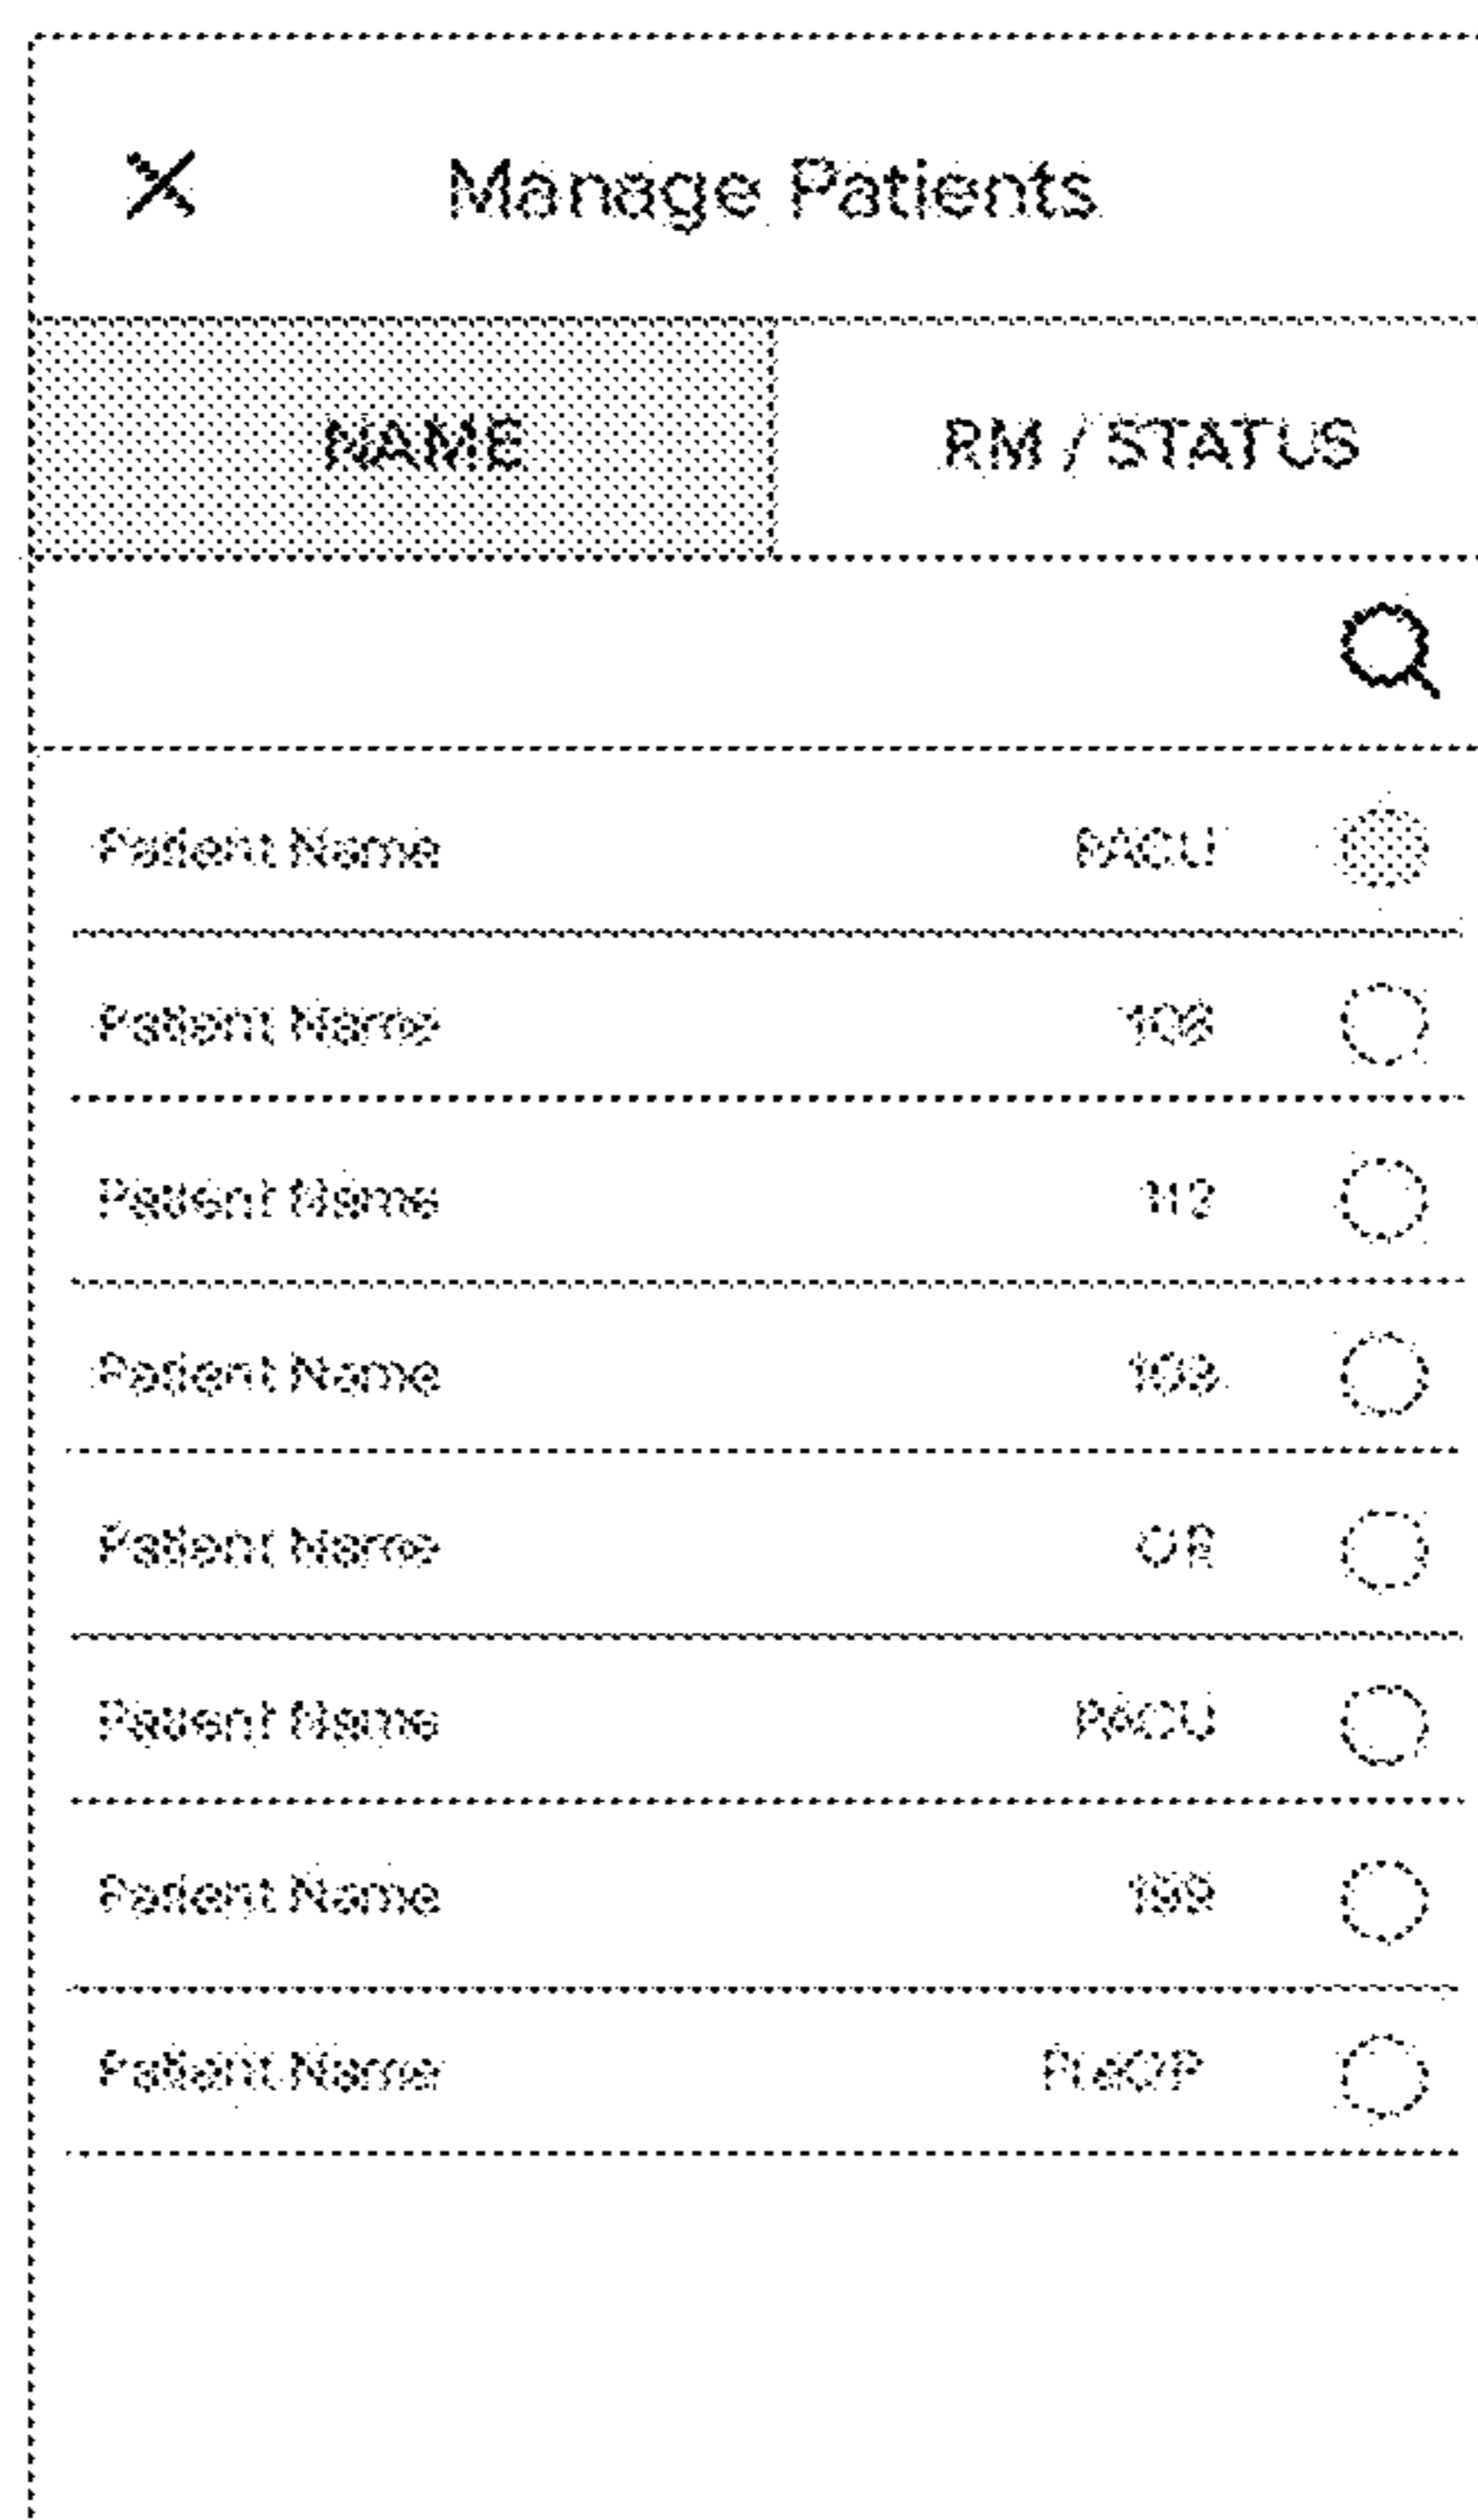 Manage Patients
NAME
RM / STATUS
Patient Name PACU
Patient Name 108
Patient Name 112
Patient Name
Patient Name OR
Patient Name PACU
Patient Name
Patient Name